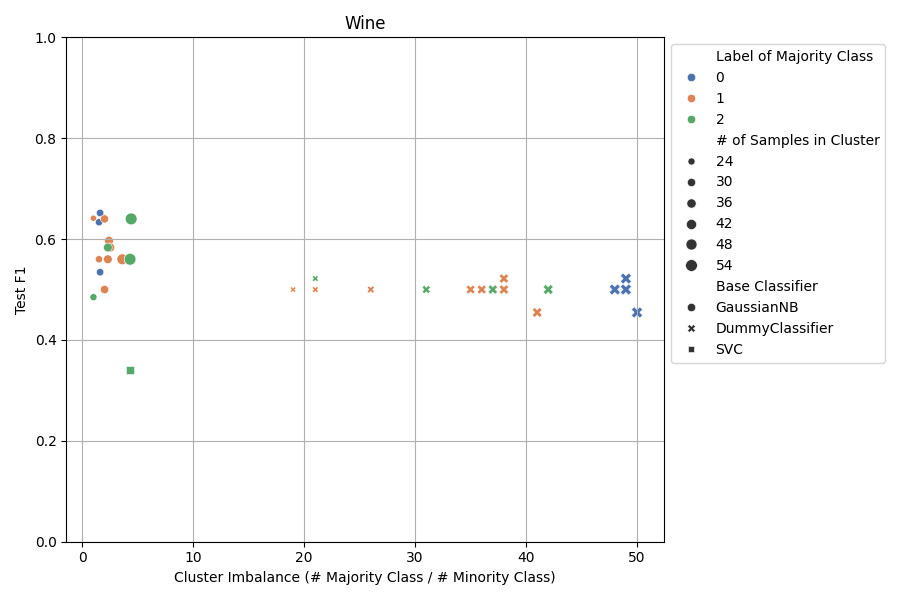 Wine
1.0
0.8
0.6
0.4
0.2
0.0
Test F1
0
10
20
30
40
50
Cluster Imbalance (# Majority Class / # Minority Class)
Label of Majority Class
0
1
2
# of Samples in Cluster
24
30
36
42
48
54
Base Classifier
GaussianNB
DummyClassifier
SVC